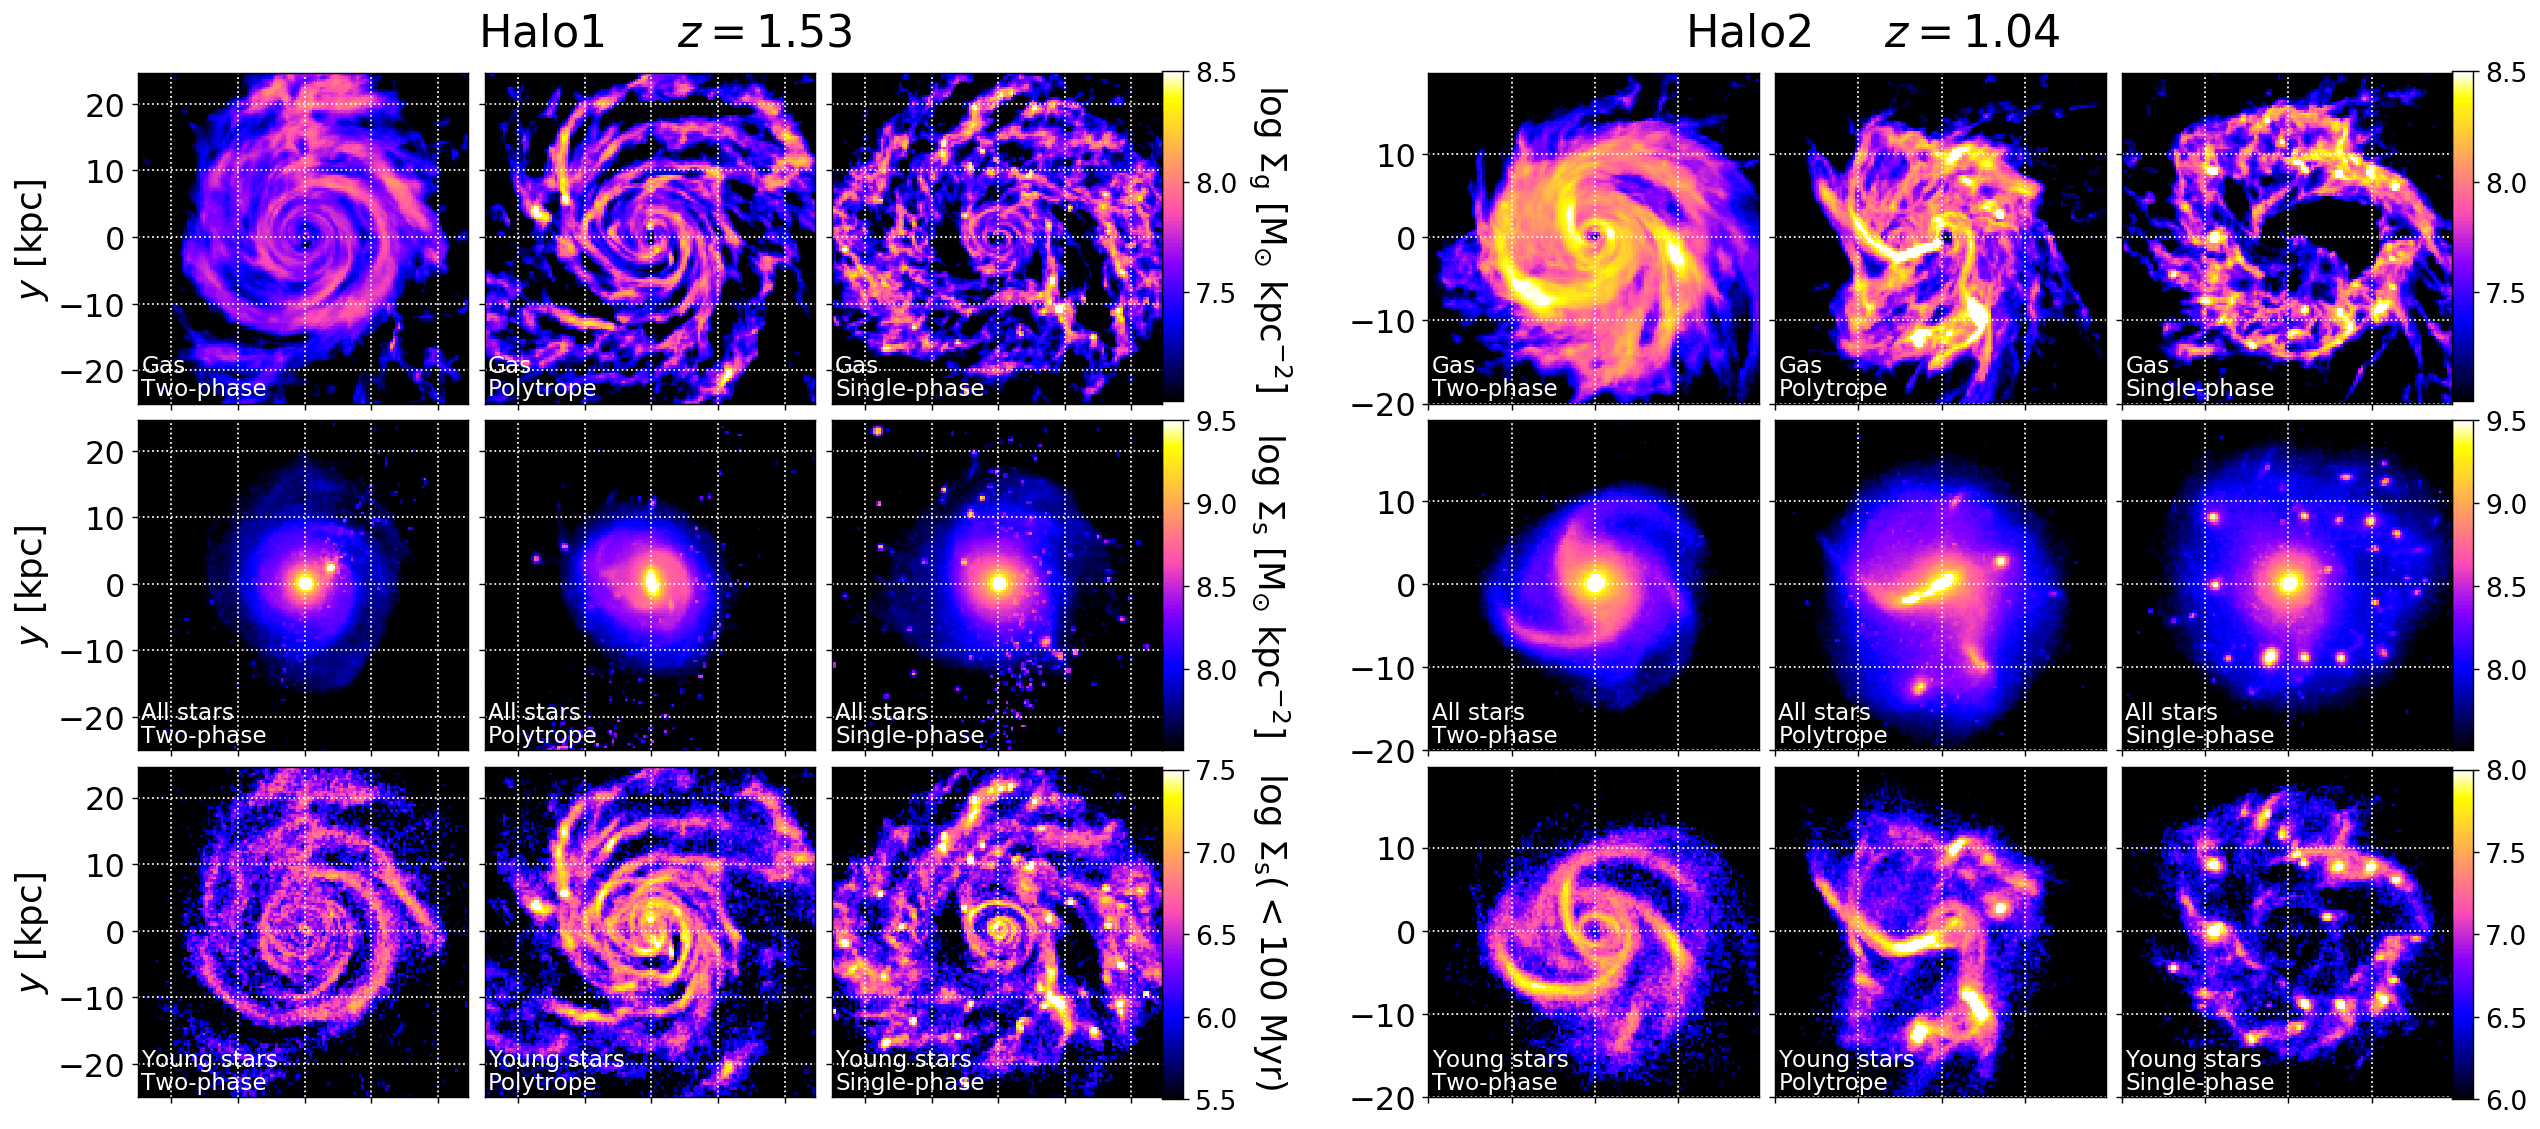 Halo1 z = 1.53
Halo2 z = 1.04
20
10
0
−10
−20
y [kpc]
Gas
Two-phase
Gas
Polytrope
Gas
Single-phase
8.5
8.0
7.5
log Σg [M⊙ kpc−2]
10
0
−10
−20
Gas
Two-phase
Gas
Polytrope
Gas
Single-phase
8.5
8.0
7.5
20
10
0
−10
−20
y [kpc]
All stars
Two-phase
All stars
Polytrope
All stars
Single-phase
9.5
9.0
8.5
8.0
log Σs [M⊙ kpc−2]
10
0
−10
−20
All stars
Two-phase
All stars
Polytrope
All stars
Single-phase
9.5
9.0
8.5
8.0
20
10
0
−10
−20
y [kpc]
Young stars
Two-phase
Young stars
Polytrope
Young stars
Single-phase
7.5
7.0
6.5
6.0
5.5
log Σs(< 100 Myr)
10
0
−10
−20
Young stars
Two-phase
Young stars
Polytrope
Young stars
Single-phase
8.0
7.5
7.0
6.5
6.0